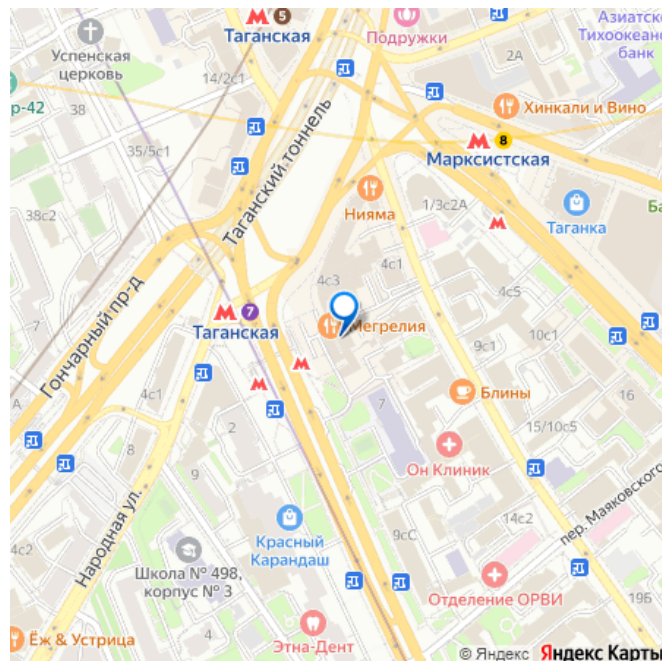 5
Таганская
Подружки
Азиатско
Тихоокеанс
банк
Успенская
церковь
14/2с1
2А
р-42
38
Хинкали и Вино
35/5с1
Таганский тоннель
8
Марксистская
Нияма
1/3с2А
Таганка
Ба
38с2
4с3
4с1
4с5
Гончарный пр-д
7
Таганская
Мегрелия
10с1
9с1
4с1
Блины
16
7
2
15/10с5
8
Он Клиник
9
Народная ул.
9сС
14с2
пер. Маяковского
4с2
Красный
Карандаш
Школа № 498,
корпус № 3
Отделение ОРВИ
19Б
Ёж & Устрица
Этна-Дент
© Яндекс Яндекс Карты